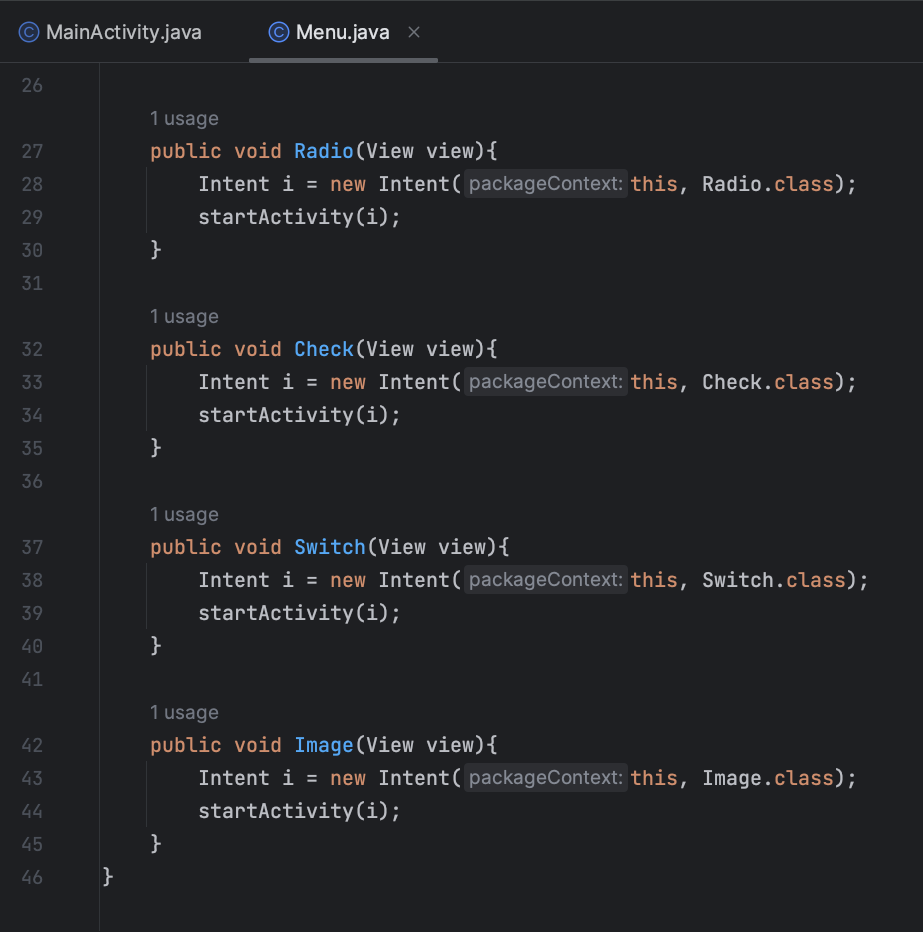 MainActivity.java Menu.java
26
1 usage
27 public void Radio(View view){
28 Intent i = new Intent( packageContext: this, Radio.class);
29 startActivity(i);
30 }
31
1 usage
32 public void Check(View view){
33 Intent i = new Intent( packageContext: this, Check.class);
34 startActivity(i);
35 }
36
1 usage
37 public void Switch(View view){
38 Intent i = new Intent( packageContext: this, Switch.class);
39 startActivity(i);
40 }
41
1 usage
42 public void Image(View view){
43 Intent i = new Intent( packageContext: this, Image.class);
44 startActivity(i);
45 }
46 }